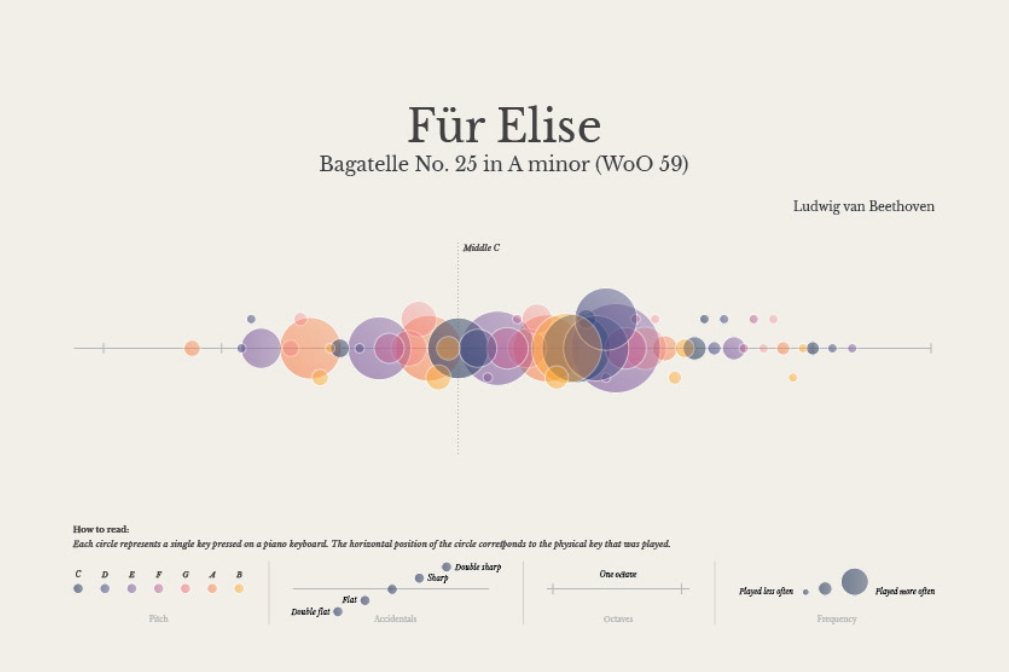 Für Elise
Bagatelle No. 25 in A minor (WoO 59)
Ludwig van Beethoven
Middle C
How to read:
Each circle represents a single key pressed on a piano keyboard. The horizontal position of the circle corresponds to the physical key that was played.
C D E F G A B
Pitch
Double sharp
Sharp
Flat
Double flat
Accidentals
One octave
Octaves
Played less often
Played more often
Frequency